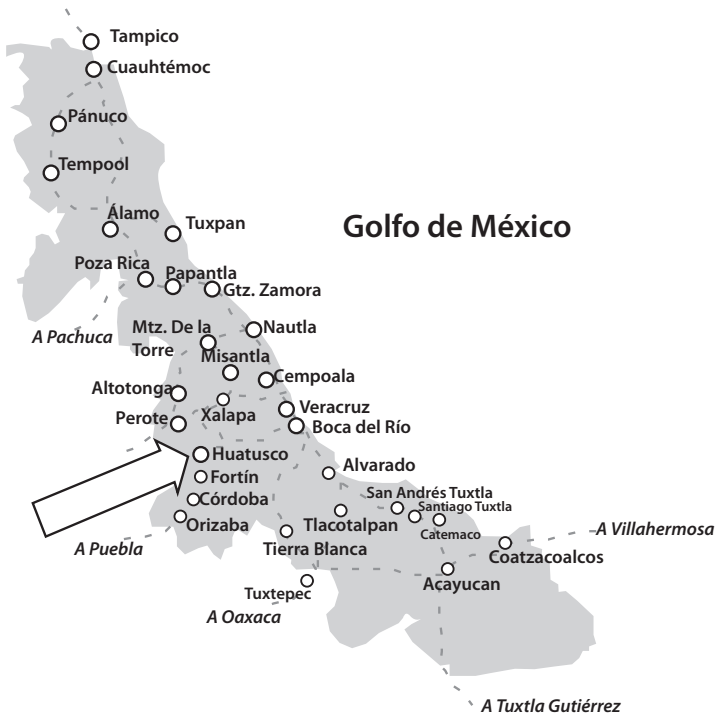 Tampico
Cuauhtémoc
Pánuco
Tempool
Álamo
Tuxpan
Golfo de México
Poza Rica
Papantla
Gtz. Zamora
A Pachuca
Mtz. De la
Torre
Nautla
Misantla
Cempoala
Altotonga
Xalapa
Veracruz
Perote
Boca del Río
Huatusco
Alvarado
Fortín
Córdoba
San Andrés Tuxtla
Santiago Tuxtla
Orizaba
Tlacotalpan
Catemaco
A Villahermosa
A Puebla
Tierra Blanca
Coatzacoalcos
Acayucan
Tuxtepec
A Oaxaca
A Tuxtla Gutiérrez